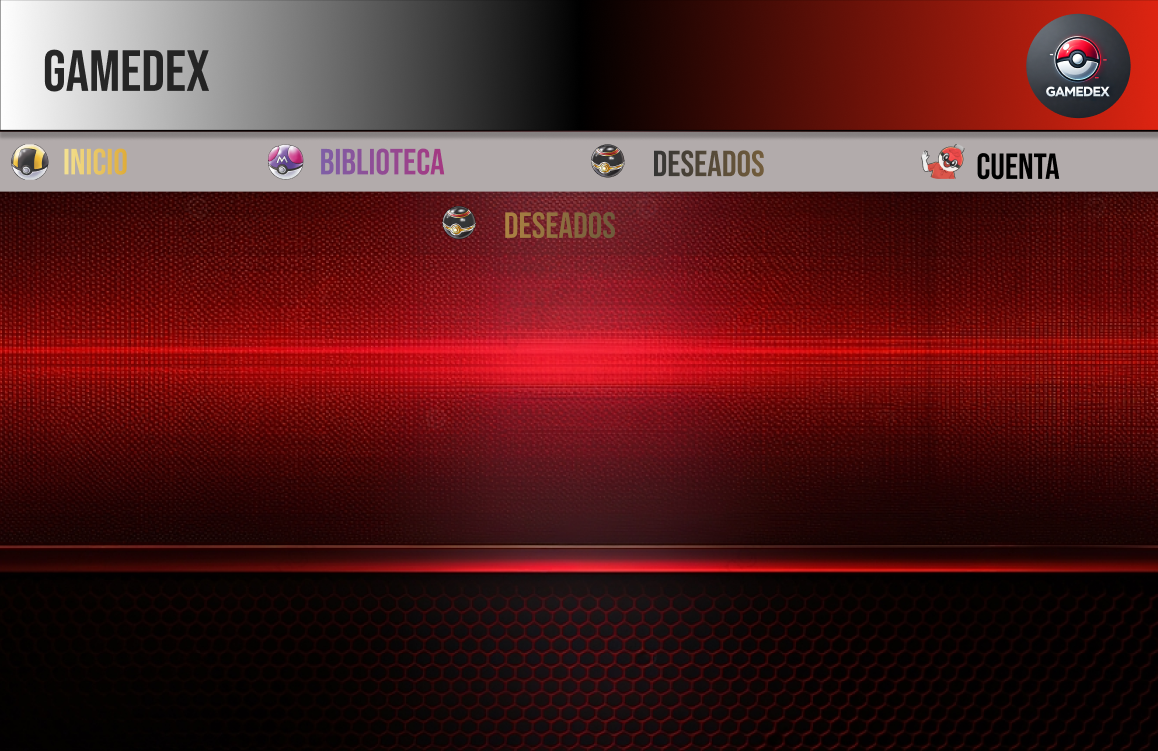 GAMEDEX
GAMEDEX
INICIO
M
BIBLIOTECA
DESEADOS
CUENTA
DESEADOS